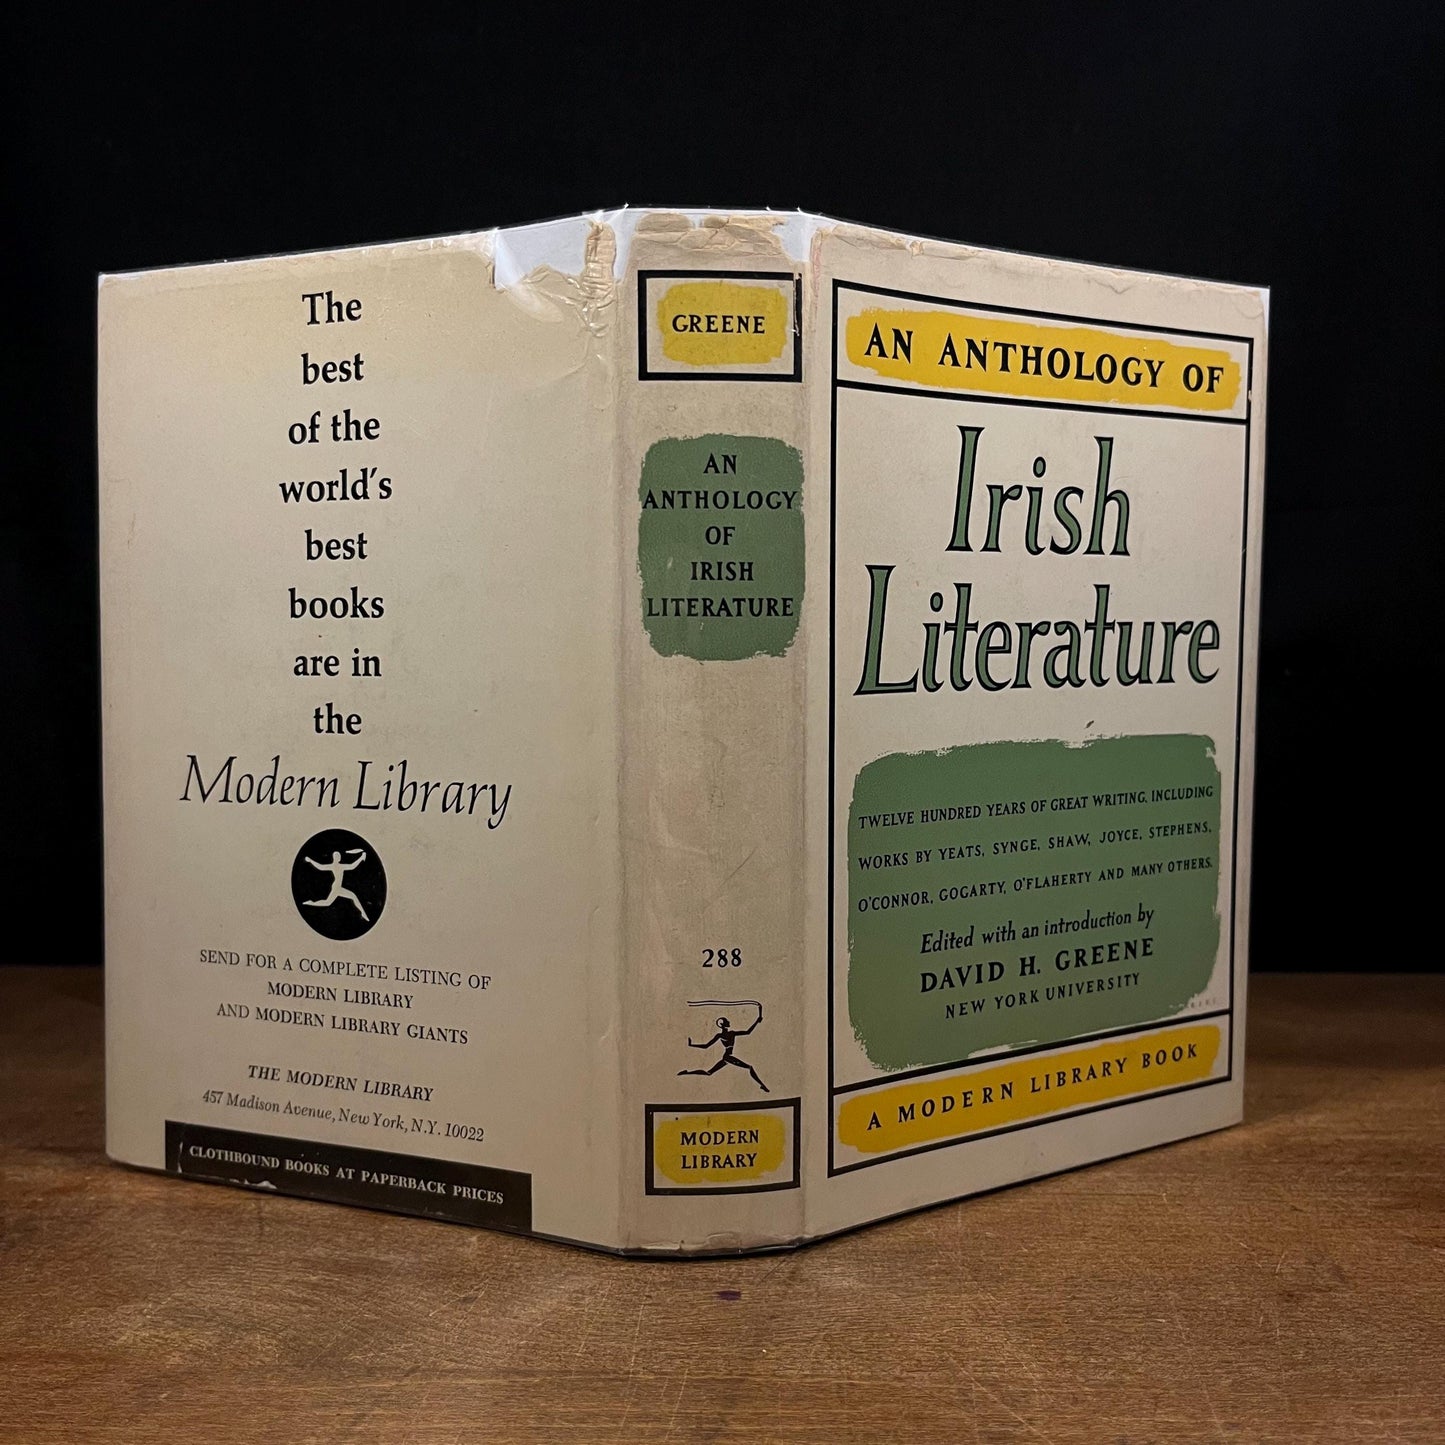 The
best
of the
world's
best
books
are in
the
Modern Library
SEND FOR A COMPLETE LISTING OF
MODERN LIBRARY
AND MODERN LIBRARY GIANTS
THE MODERN LIBRARY
457 Madison Avenue, New York, N.Y. 10022
CLOTHBOUND BOOKS AT PAPERBACK PRICES
GREENE
AN
ANTHOLOGY
OF
IRISH
LITERATURE
288
MODERN
LIBRARY
AN ANTHOLOGY OF
Irish
Literature
TWELVE HUNDRED YEARS OF GREAT WRITING, INCLUDING
WORKS BY YEATS, SYNGE, SHAW, JOYCE, STEPHENS,
O'CONNOR, GOGARTY, O'FLAHERTY AND MANY OTHERS.
Edited with an introduction by
DAVID H. GREENE
NEW YORK UNIVERSITY
A MODERN LIBRARY BOOK